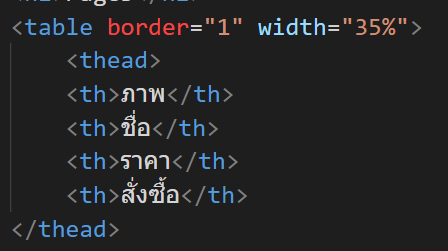 <table border="1" width="35%">
<thead>
<th>ภาพ</th>
<th>ชื่อ</th>
<th>ราคา</th>
<th>สั่งซื้อ</th>
</thead>